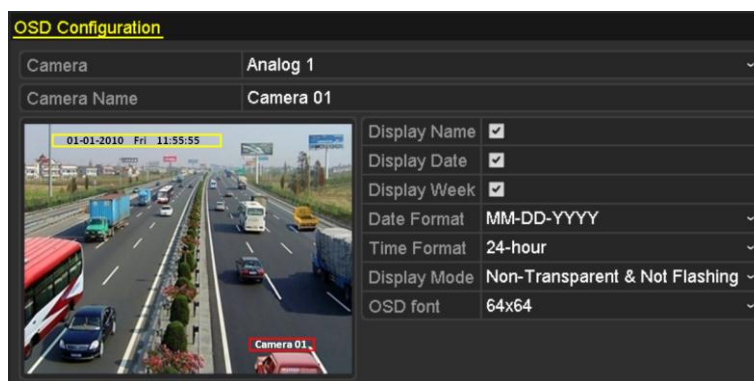 OSD Configuration
Camera Analog 1
Camera Name Camera 01
01-01-2010 Fri 11:55:55
Display Name
Display Date
Display Week
Date Format MM-DD-YYYY
Time Format 24-hour
Display Mode Non-Transparent & Not Flashing
OSD font 64x64
Camera 01